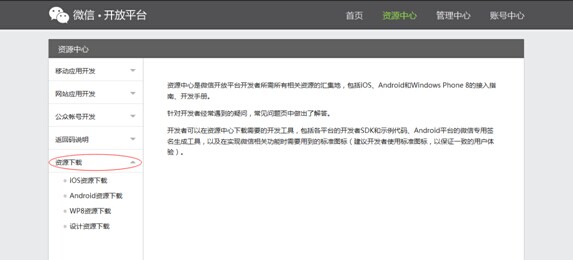 微信·开放平台
首页 资源中心 管理中心 账号中心
资源中心
移动应用开发
网站应用开发
公众帐号开发
返回码说明
资源下载
IOS资源下载
Android资源下载
WP8资源下载
设计资源下载
资源中心是微信开放平台开发者所需所有相关资源的汇集地，包括iOS、Android和Windows Phone 8的接入指
南、开发手册。
针对开发者经常遇到的疑问，常见问题页中做出了解答。
开发者可以在资源中心下载需要的开发工具，包括各平台的开发者SDK和示例代码、Android平台的微信专用签
名生成工具，以及在实现微信相关功能时需要用到的标准图标（建议开发者使用标准图标，以保证一致的用户体
验）。